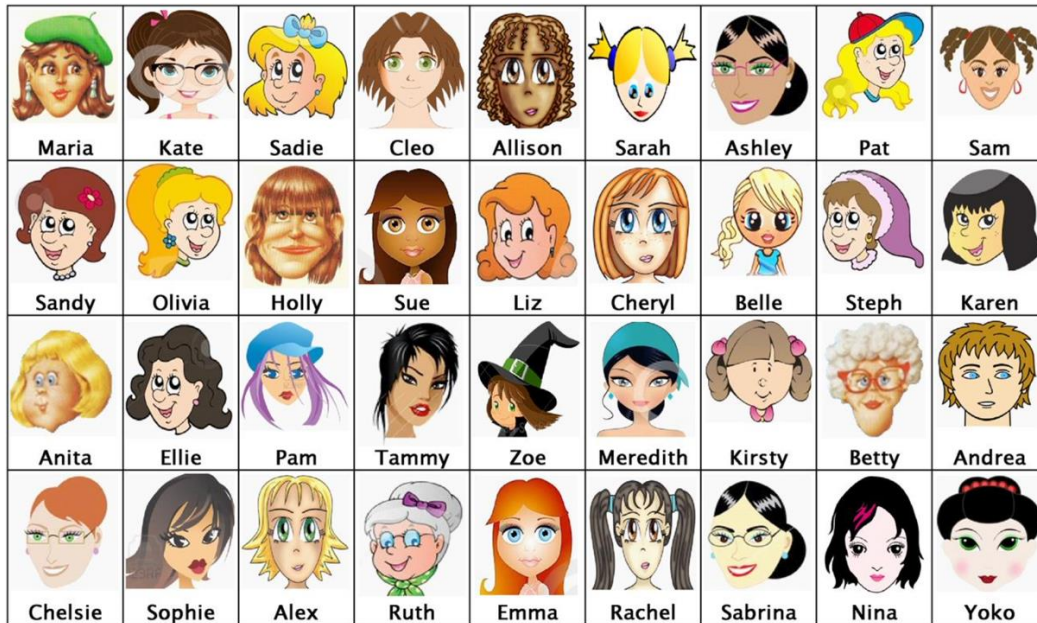 Maria Kate Sadie Cleo Allison Sarah Ashley Pat Sam
Sandy Olivia Holly Sue Liz Cheryl Belle Steph Karen
Anita Ellie Pam Tammy Zoe Meredith Kirsty Betty Andrea
Chelsie Sophie Alex Ruth Emma Rachel Sabrina Nina Yoko